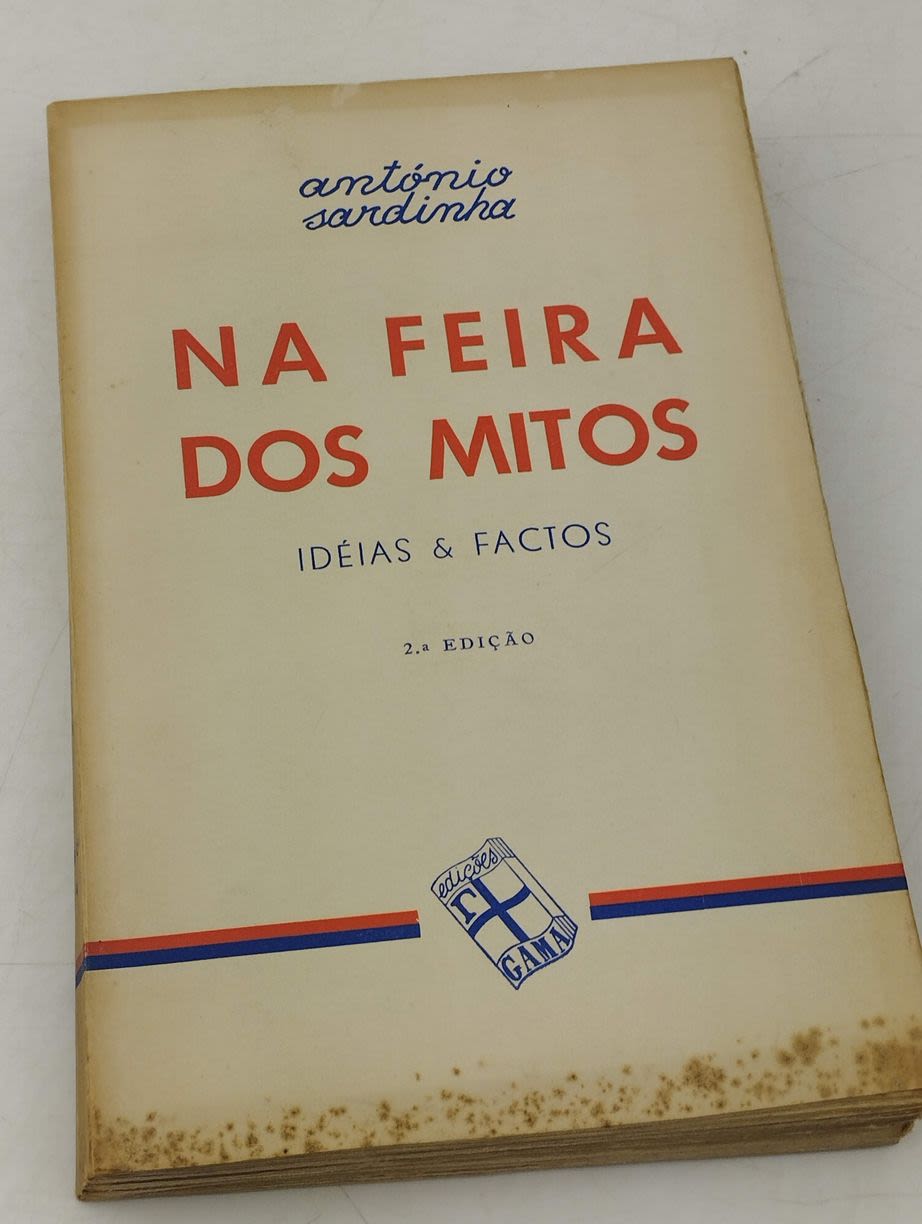 antónio
sardinha
NA FEIRA
DOS MITOS
IDÉIAS & FACTOS
2.ª EDIÇÃO
edições
Γ
GAMA